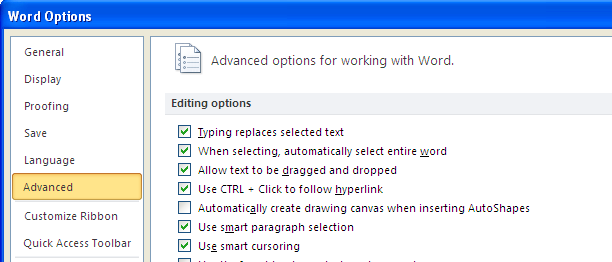 Word Options
General
Display
Proofing
Save
Language
Advanced
Customize Ribbon
Quick Access Toolbar
Advanced options for working with Word.
Editing options
Typing replaces selected text
When selecting, automatically select entire word
Allow text to be dragged and dropped
Use CTRL + Click to follow hyperlink
Automatically create drawing canvas when inserting AutoShapes
Use smart paragraph selection
Use smart cursoring